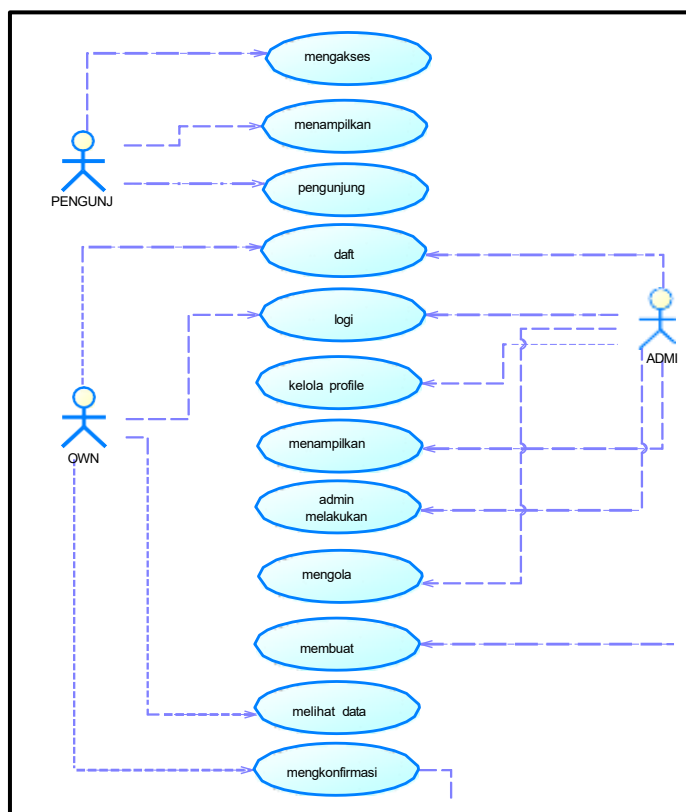 mengakses
menampilkan
PENGUNJ
pengunjung
daft
logi
ADMI
kelola profile
OWN
menampilkan
admin
melakukan
mengola
membuat
melihat data
mengkonfirmasi